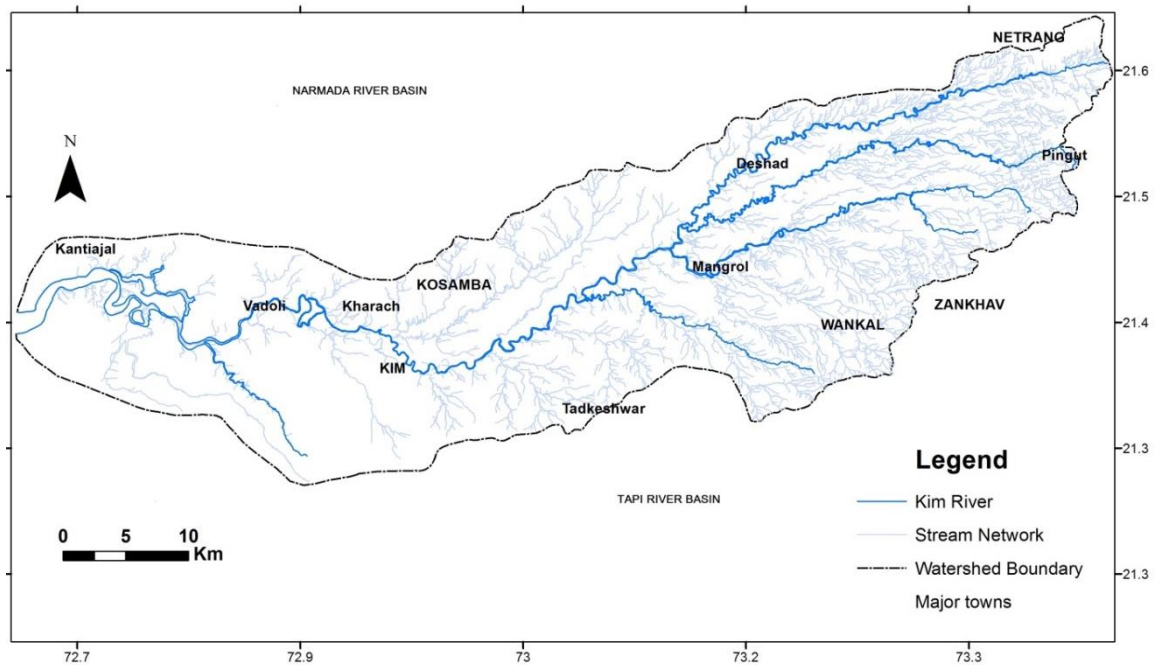 NETRANG
21.6
NARMADA RIVER BASIN
N
Deshad
Pingut
21.5
Kantiajal
Mangrol
KOSAMBA
Vadoli
Kharach
ZANKHAV
WANKAL
21.4
KIM
Tadkeshwar
21.3
Legend
TAPI RIVER BASIN
Kim River
0 5 10
Km
Stream Network
Watershed Boundary
21.3
Major towns
72.7 72.9 73 73.2 73.3